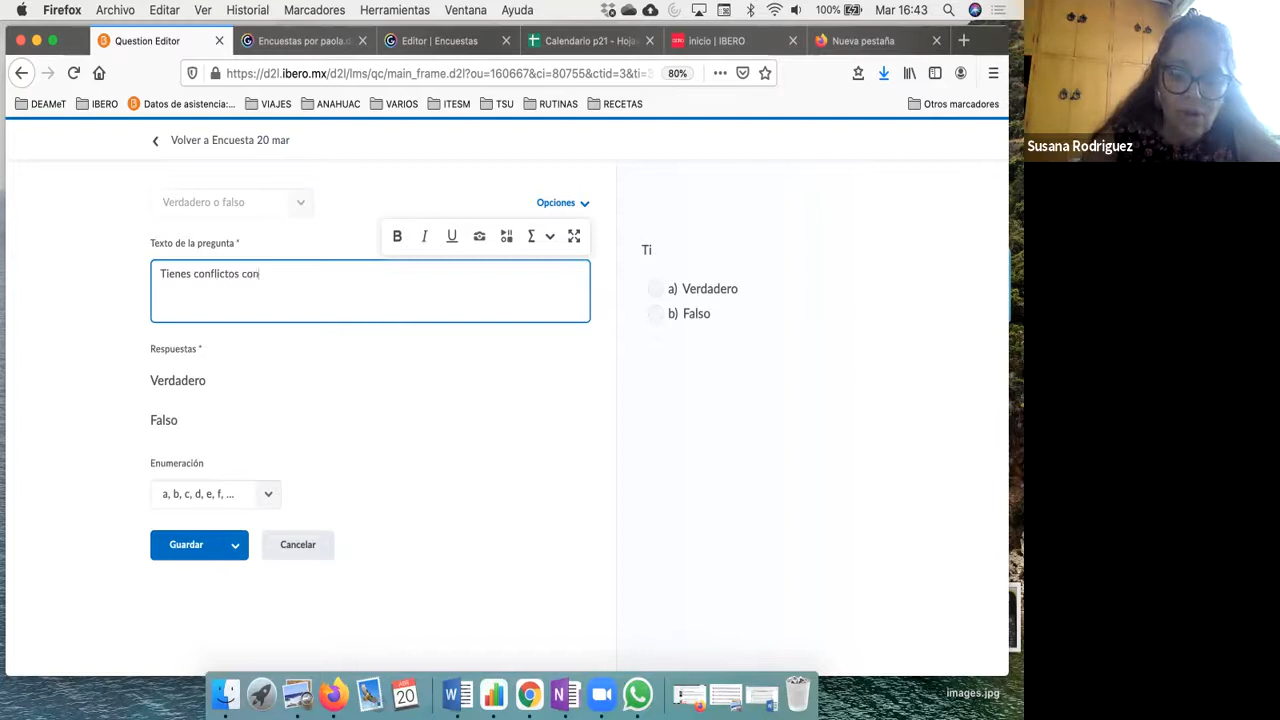 Firefox Archivo Editar Ver Historial Marcadores Herramientas Ventana Ayuda 100% Mar 16:43
Question Editor Encuestas por paola.d Editor | Encuestas Calendario p21 - Hoja inicio | IBERO Nueva pestaña
https://d2l.ibero.mx/d2l/lms/qc/main_frame.d2l?ou=160667&ci=80755&ctid=3&ti= 80%
DEAMeT IBERO Datos de asistencia:... VIAJES ANAHUAC VARIOS ITESM TSU RUTINAS RECETAS Otros marcadores
Volver a Encuesta 20 mar
Verdadero o falso
Opciones
B I U Σ
Texto de la pregunta *
Tienes conflictos con
Respuestas *
Verdadero
Falso
Enumeración
a, b, c, d, e, f, ...
Guardar Cancelar
Ti
a) Verdadero
b) Falso
Susana Rodriguez
20
images.jpg